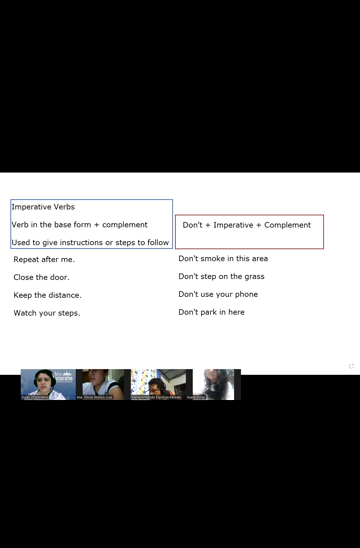 Imperative Verbs
Verb in the base form + complement
Used to give instructions or steps to follow
Repeat after me.
Close the door.
Keep the distance.
Watch your steps.
Don't + Imperative + Complement
Don't smoke in this area
Don't step on the grass
Don't use your phone
Don't park in here